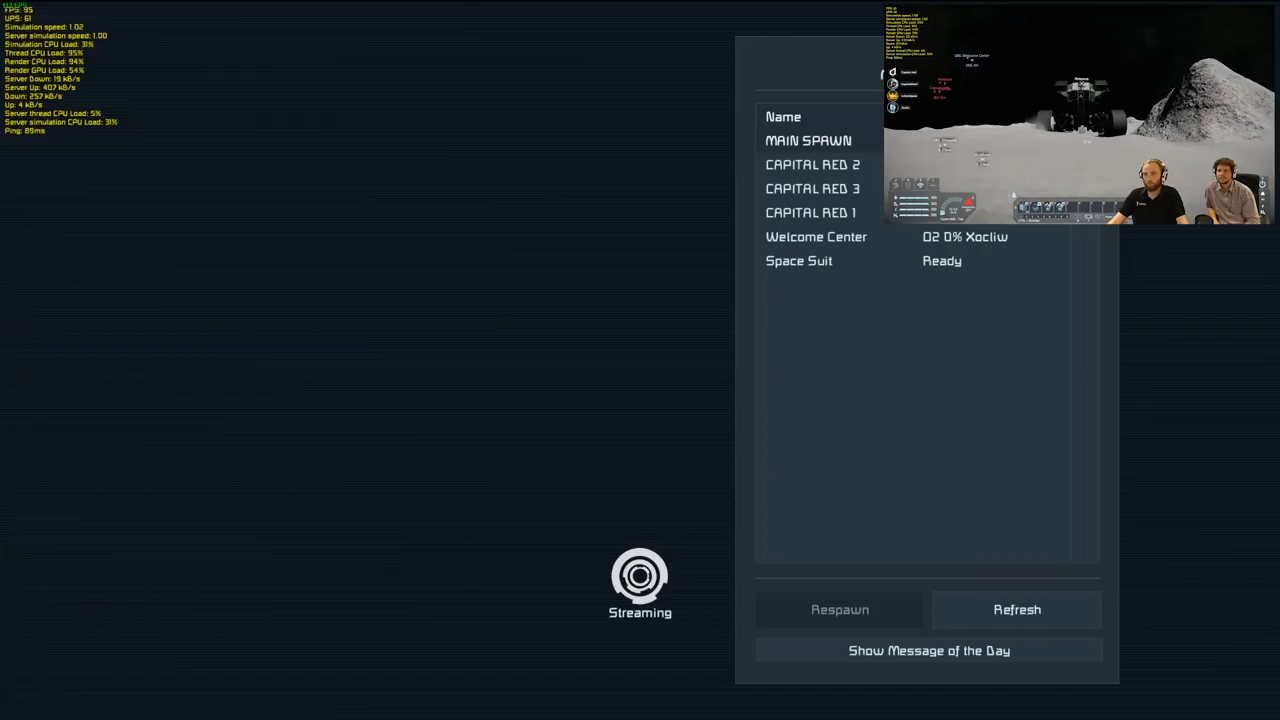 FPS: 95
UPS: 61
Simulation speed: 1.02
Server simulation speed: 1.00
Simulation CPU Load: 31%
Thread CPU Load: 95%
Render CPU Load: 94%
Render GPU Load: 54%
Server Down: 19 kB/s
Server Up: 407 kB/s
Down: 257 kB/s
Up: 4 kB/s
Server thread CPU Load: 5%
Server simulation CPU Load: 31%
Ping: 89ms
Name
MAIN SPAWN
CAPITAL RED 2
CAPITAL RED 3
CAPITAL RED 1
Welcome Center O2 0% Xocliw
Space Suit Ready
Streaming
Respawn Refresh
Show Message of the Day